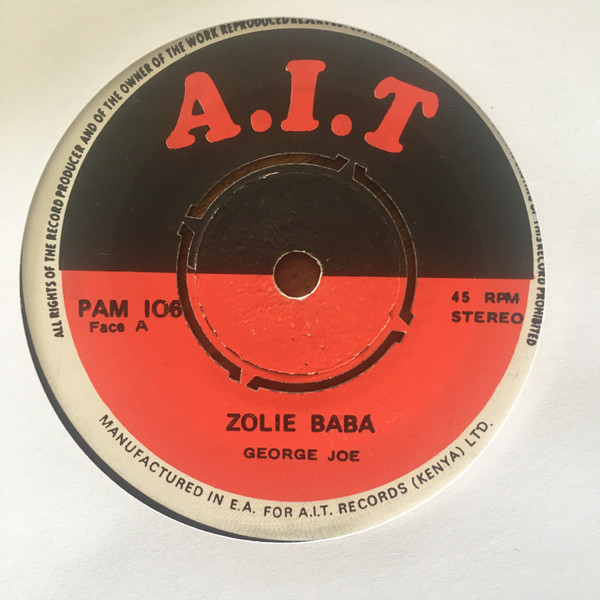 ALL RIGHTS OF THE RECORD PRODUCER AND OF THE OWNER OF THE WORK REPRODUCED RESERVED
THIS RECORD PROHIBITED
A.I.T
PAM 106
Face A
45 RPM
STEREO
ZOLIE BABA
GEORGE JOE
MANUFACTURED IN E.A. FOR A.I.T. RECORDS (KENYA) LTD.